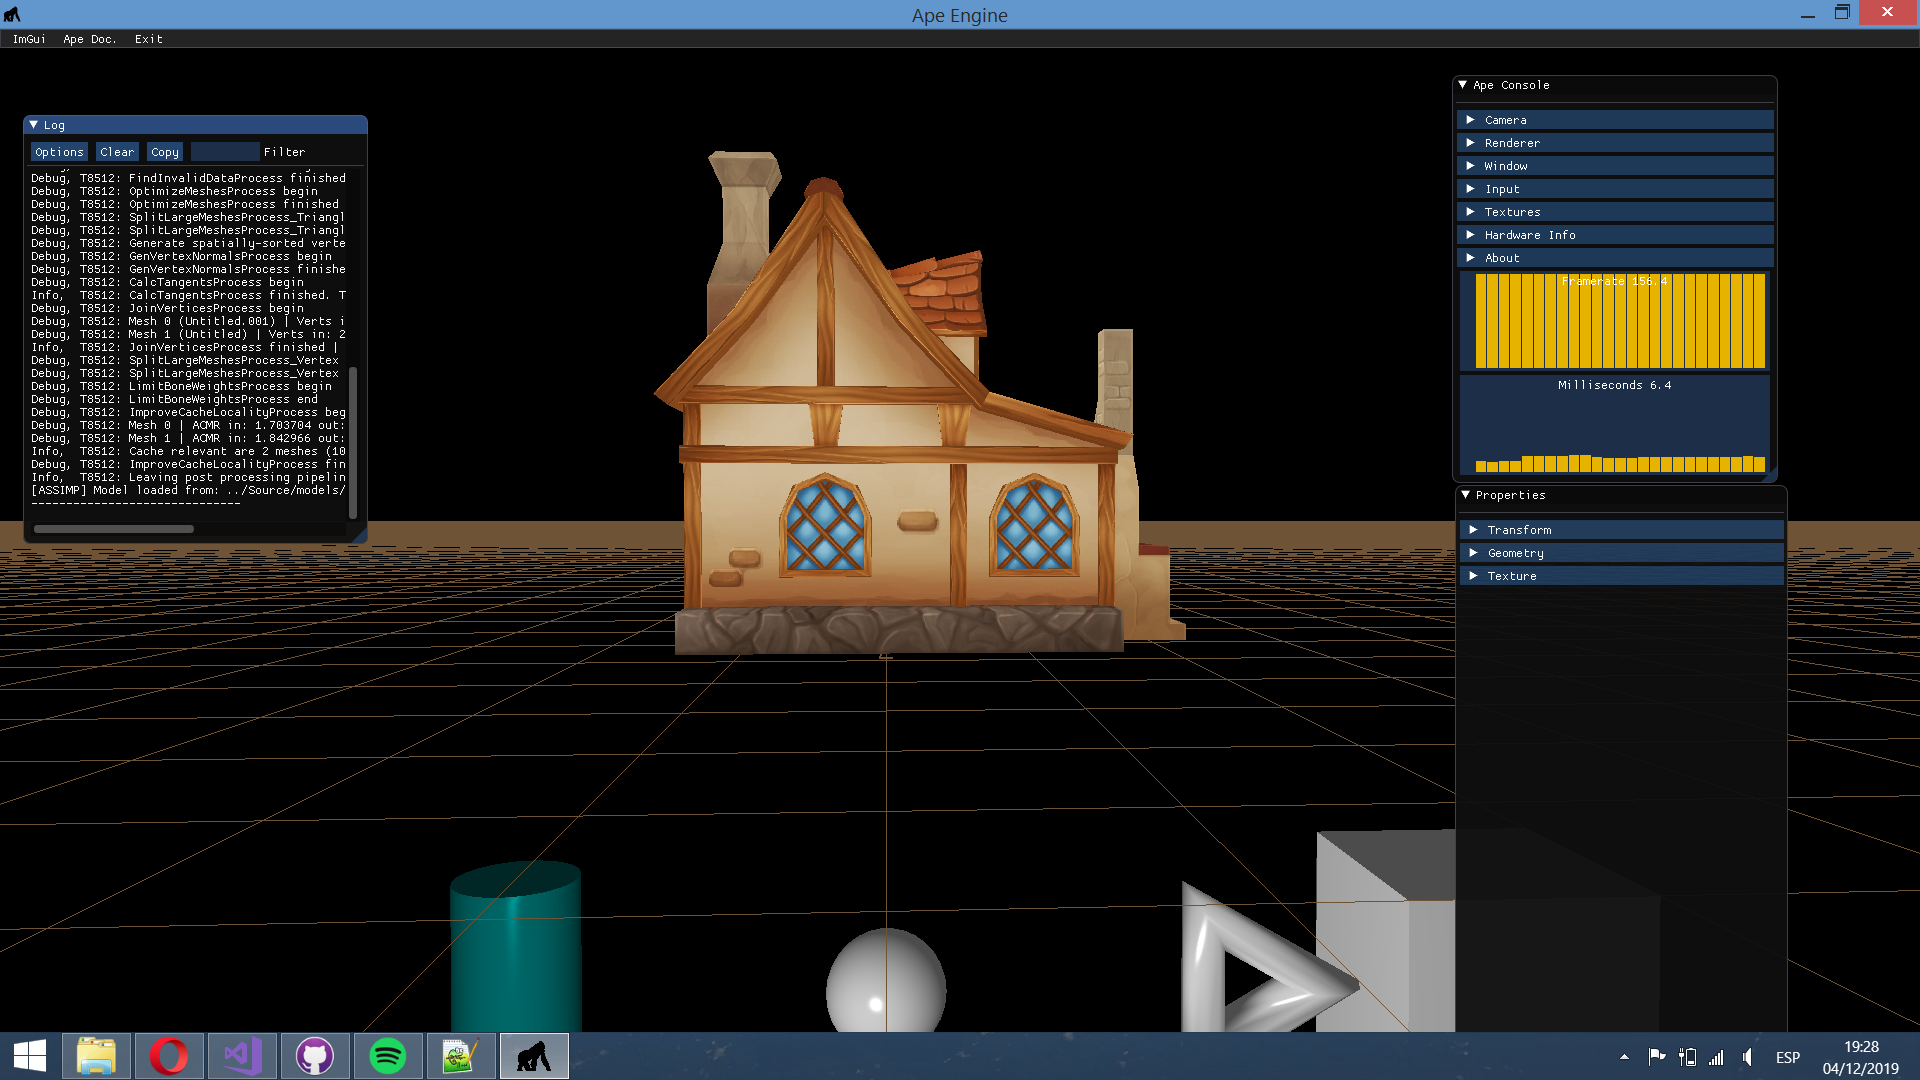 Ape Engine
ImGui Ape Doc. Exit
Log
Options Clear Copy Filter
Debug, T8512: FindInvalidDataProcess finished
Debug, T8512: OptimizeMeshesProcess begin
Debug, T8512: OptimizeMeshesProcess finished
Debug, T8512: SplitLargeMeshesProcess_Triangl
Debug, T8512: SplitLargeMeshesProcess_Triangl
Debug, T8512: Generate spatially-sorted verte
Debug, T8512: GenVertexNormalsProcess begin
Debug, T8512: GenVertexNormalsProcess finishe
Debug, T8512: CalcTangentsProcess begin
Info, T8512: CalcTangentsProcess finished. T
Debug, T8512: JoinVerticesProcess begin
Debug, T8512: Mesh 0 (Untitled.001) | Verts i
Debug, T8512: Mesh 1 (Untitled) | Verts in: 2
Info, T8512: JoinVerticesProcess finished |
Debug, T8512: SplitLargeMeshesProcess_Vertex
Debug, T8512: SplitLargeMeshesProcess_Vertex
Debug, T8512: LimitBoneWeightsProcess begin
Debug, T8512: LimitBoneWeightsProcess end
Debug, T8512: ImproveCacheLocalityProcess beg
Debug, T8512: Mesh 0 | ACMR in: 1.703704 out:
Debug, T8512: Mesh 1 | ACMR in: 1.842966 out:
Info, T8512: Cache relevant are 2 meshes (10
Debug, T8512: ImproveCacheLocalityProcess fin
Info, T8512: Leaving post processing pipelin
[ASSIMP] Model loaded from: ../Source/models/
--------------------------------
Ape Console
Camera
Renderer
Window
Input
Textures
Hardware Info
About
Framerate 156.4
Milliseconds 6.4
Properties
Transform
Geometry
Texture
ESP
19:28
04/12/2019